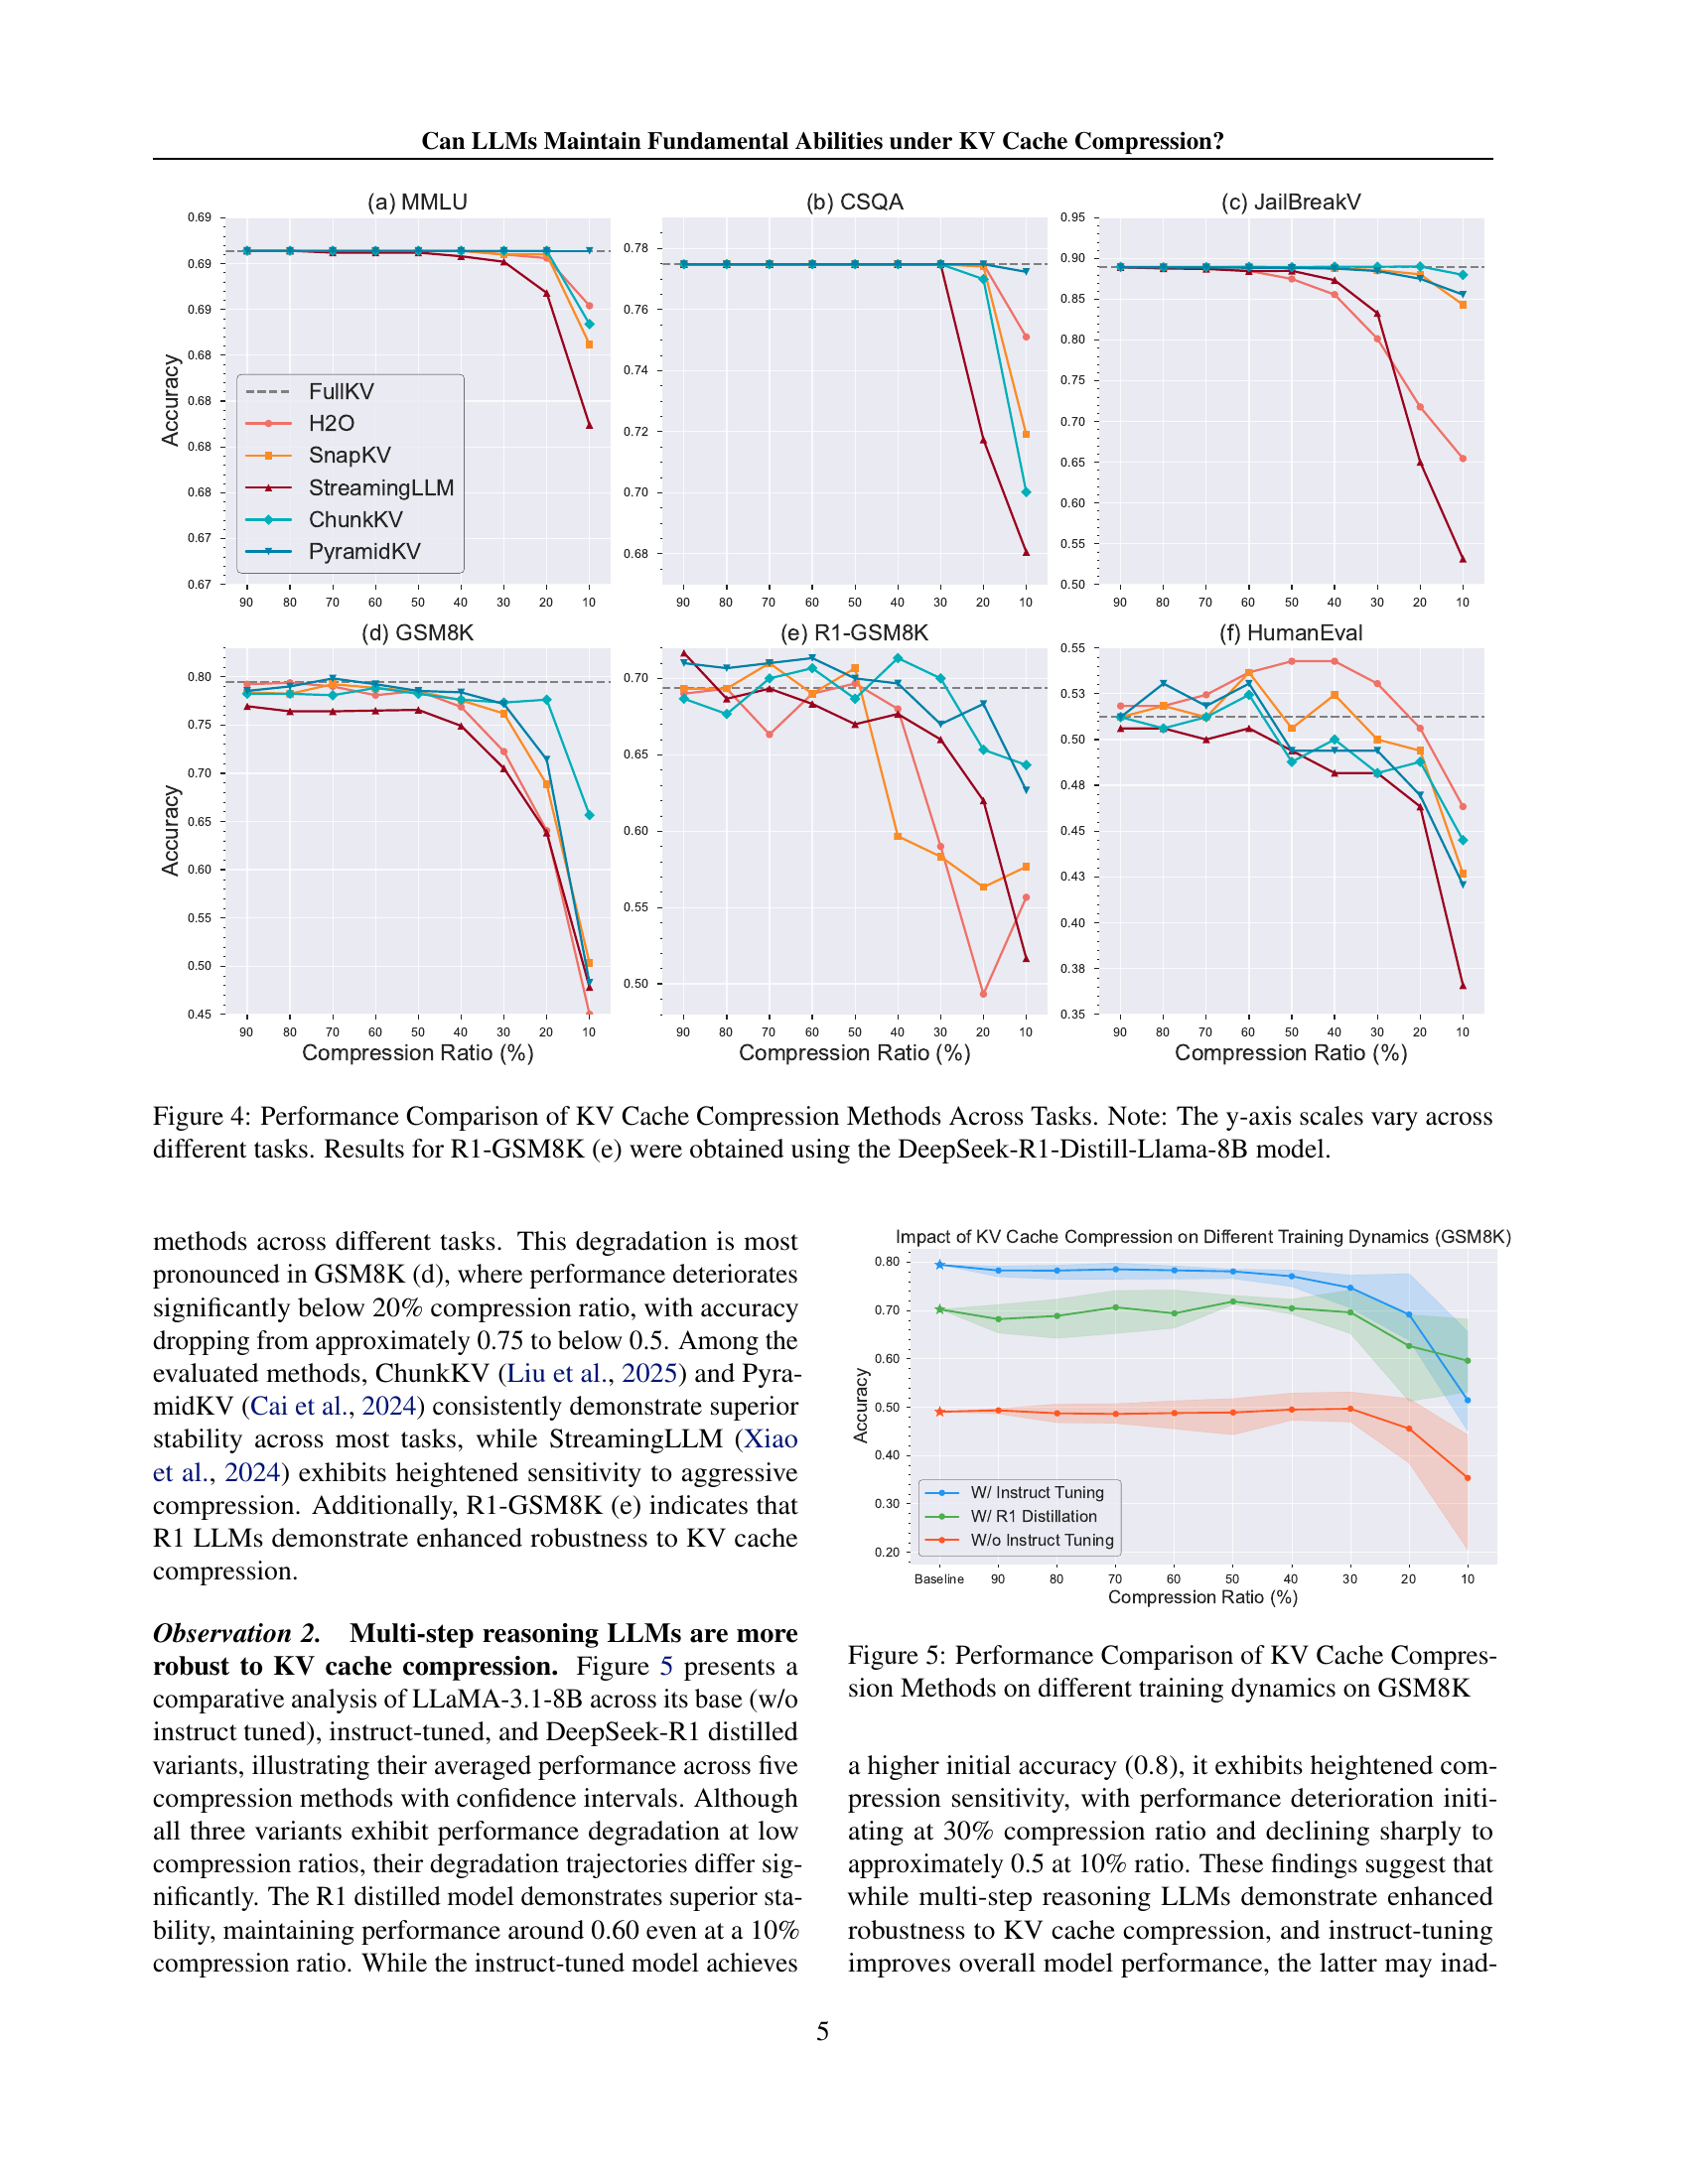 Can LLMs Maintain Fundamental Abilities under KV Cache Compression?
(a) MMLU
0.69
0.69
0.69
0.68
0.68
0.68
0.68
0.67
0.67
Accuracy
FullKV
H2O
SnapKV
StreamingLLM
ChunkKV
PyramidKV
90 80 70 60 50 40 30 20 10
(b) CSQA
0.78
0.76
0.74
0.72
0.70
0.68
90 80 70 60 50 40 30 20 10
(c) JailBreakV
0.95
0.90
0.85
0.80
0.75
0.70
0.65
0.60
0.55
0.50
90 80 70 60 50 40 30 20 10
(d) GSM8K
0.80
0.75
0.70
0.65
0.60
0.55
0.50
0.45
Accuracy
90 80 70 60 50 40 30 20 10
Compression Ratio (%)
(e) R1-GSM8K
0.70
0.65
0.60
0.55
0.50
90 80 70 60 50 40 30 20 10
Compression Ratio (%)
(f) HumanEval
0.55
0.53
0.50
0.48
0.45
0.43
0.40
0.38
0.35
90 80 70 60 50 40 30 20 10
Compression Ratio (%)
Figure 4: Performance Comparison of KV Cache Compression Methods Across Tasks. Note: The y-axis scales vary across
different tasks. Results for R1-GSM8K (e) were obtained using the DeepSeek-R1-Distill-Llama-8B model.
methods across different tasks. This degradation is most
pronounced in GSM8K (d), where performance deteriorates
significantly below 20% compression ratio, with accuracy
dropping from approximately 0.75 to below 0.5. Among the
evaluated methods, ChunkKV (Liu et al., 2025) and Pyra-
midKV (Cai et al., 2024) consistently demonstrate superior
stability across most tasks, while StreamingLLM (Xiao
et al., 2024) exhibits heightened sensitivity to aggressive
compression. Additionally, R1-GSM8K (e) indicates that
R1 LLMs demonstrate enhanced robustness to KV cache
compression.
Observation 2. Multi-step reasoning LLMs are more
robust to KV cache compression. Figure 5 presents a
comparative analysis of LLaMA-3.1-8B across its base (w/o
instruct tuned), instruct-tuned, and DeepSeek-R1 distilled
variants, illustrating their averaged performance across five
compression methods with confidence intervals. Although
all three variants exhibit performance degradation at low
compression ratios, their degradation trajectories differ sig-
nificantly. The R1 distilled model demonstrates superior sta-
bility, maintaining performance around 0.60 even at a 10%
compression ratio. While the instruct-tuned model achieves
Impact of KV Cache Compression on Different Training Dynamics (GSM8K)
0.80
0.70
0.60
0.50
0.40
0.30
0.20
Accuracy
W/ Instruct Tuning
W/ R1 Distillation
W/o Instruct Tuning
Baseline 90 80 70 60 50 40 30 20 10
Compression Ratio (%)
Figure 5: Performance Comparison of KV Cache Compres-
sion Methods on different training dynamics on GSM8K
a higher initial accuracy (0.8), it exhibits heightened com-
pression sensitivity, with performance deterioration initi-
ating at 30% compression ratio and declining sharply to
approximately 0.5 at 10% ratio. These findings suggest that
while multi-step reasoning LLMs demonstrate enhanced
robustness to KV cache compression, and instruct-tuning
improves overall model performance, the latter may inad-
5